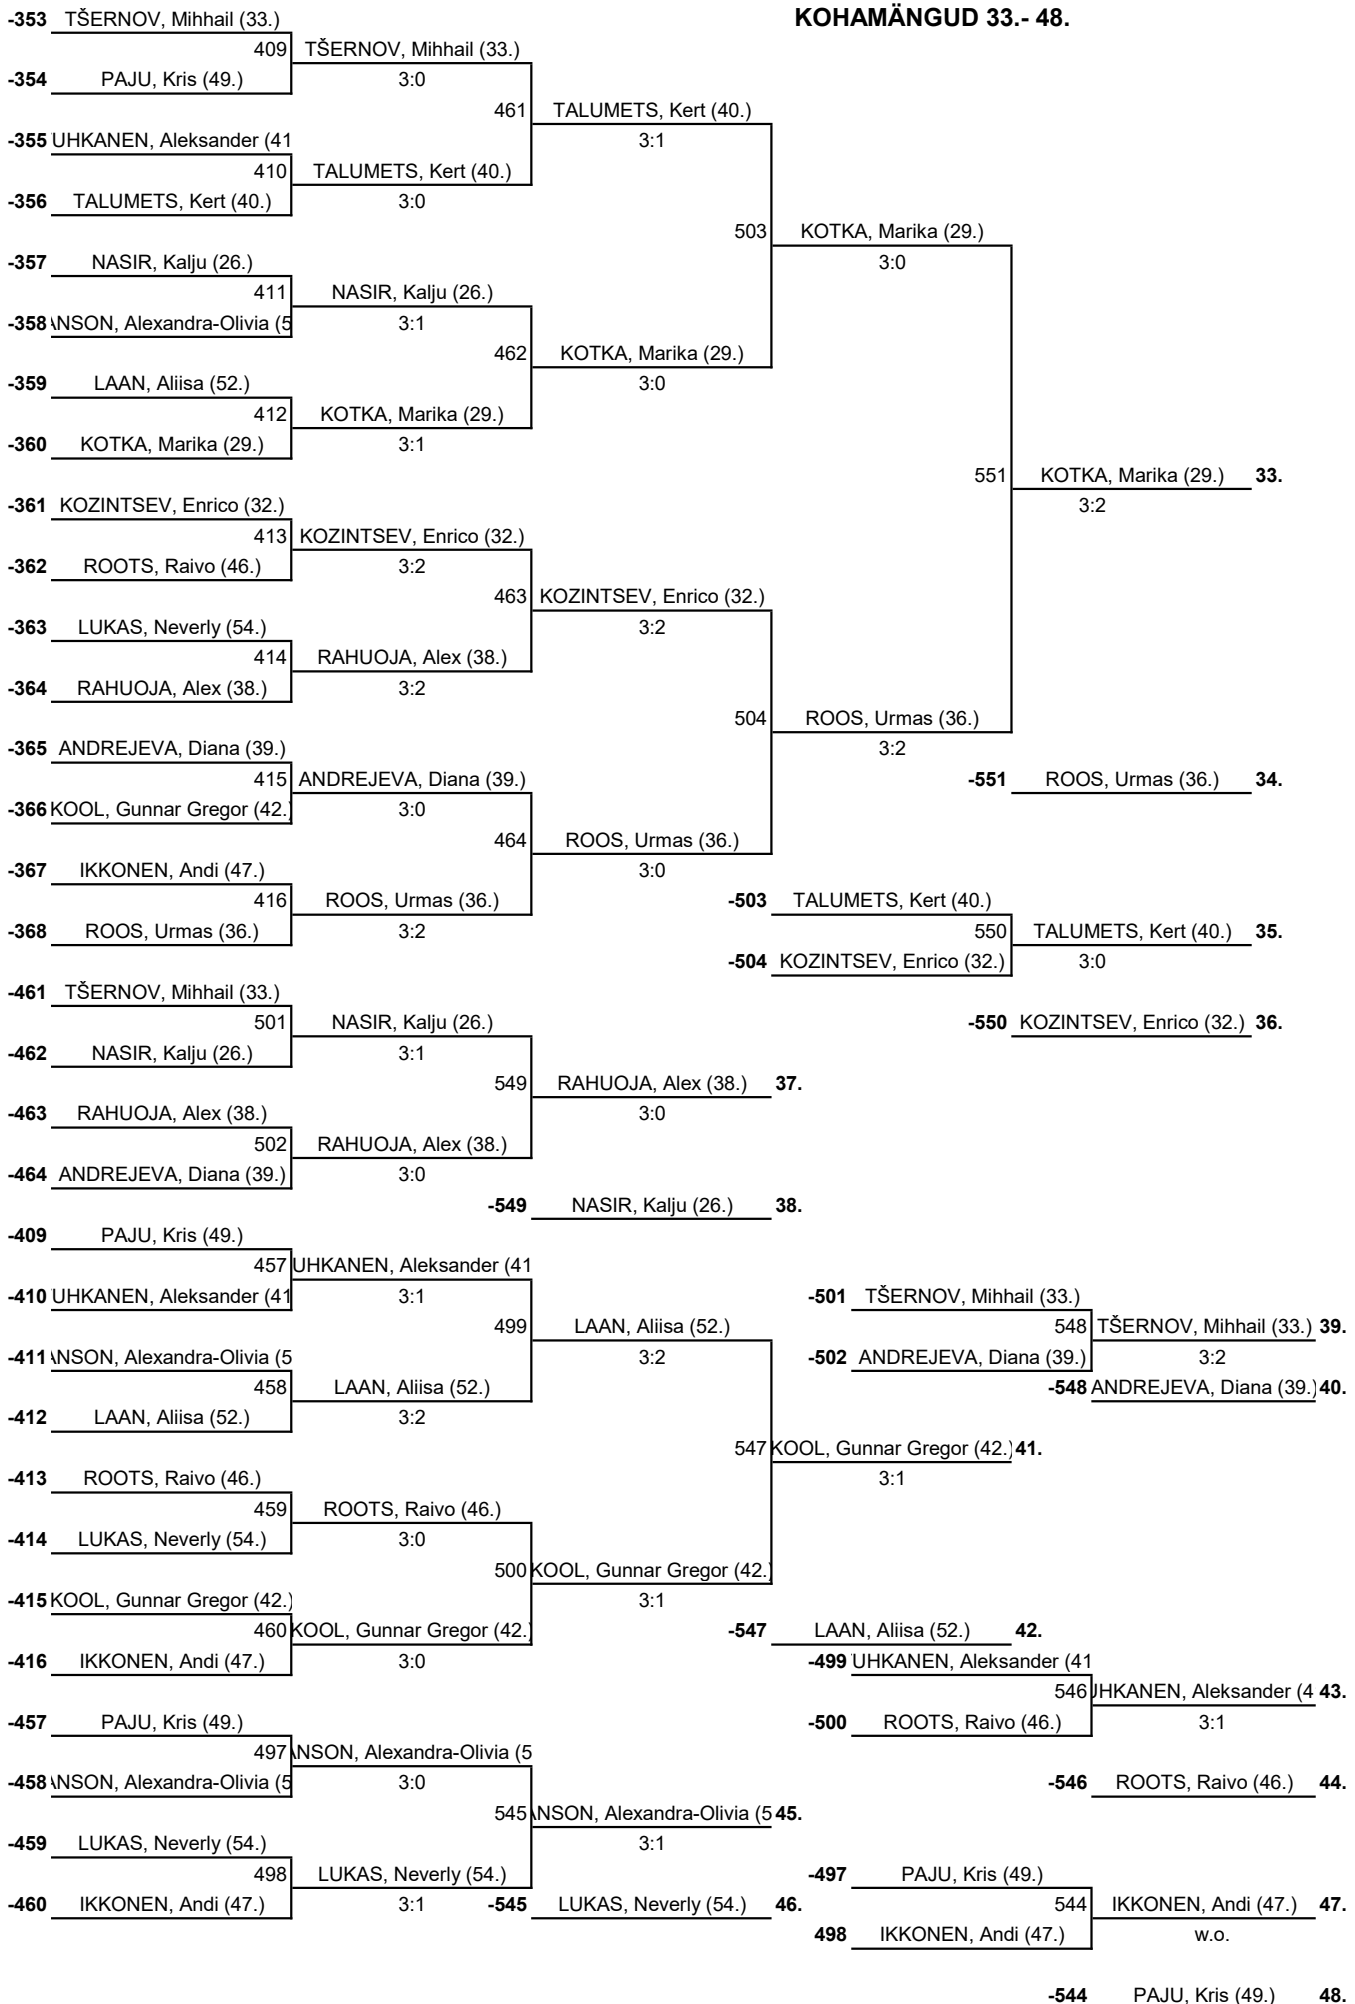 -353 TŠERNOV, Mihhail (33.) KOHAMÄNGUD 33.- 48.
409 TŠERNOV, Mihhail (33.)
-354 PAJU, Kris (49.) 3:0
461 TALUMETS, Kert (40.)
-355 UHKANEN, Aleksander (41 3:1
410 TALUMETS, Kert (40.)
-356 TALUMETS, Kert (40.) 3:0
503 KOTKA, Marika (29.)
-357 NASIR, Kalju (26.) 3:0
411 NASIR, Kalju (26.)
-358 ANSON, Alexandra-Olivia (5 3:1
462 KOTKA, Marika (29.)
-359 LAAN, Aliisa (52.) 3:0
412 KOTKA, Marika (29.)
-360 KOTKA, Marika (29.) 3:1
551 KOTKA, Marika (29.) 33.
-361 KOZINTSEV, Enrico (32.) 3:2
413 KOZINTSEV, Enrico (32.)
-362 ROOTS, Raivo (46.) 3:2
463 KOZINTSEV, Enrico (32.)
-363 LUKAS, Neverly (54.) 3:2
414 RAHUOJA, Alex (38.)
-364 RAHUOJA, Alex (38.) 3:2
504 ROOS, Urmas (36.)
-365 ANDREJEVA, Diana (39.) 3:2
415 ANDREJEVA, Diana (39.) -551 ROOS, Urmas (36.) 34.
-366 KOOL, Gunnar Gregor (42.) 3:0
464 ROOS, Urmas (36.)
-367 IKKONEN, Andi (47.) 3:0
416 ROOS, Urmas (36.) -503 TALUMETS, Kert (40.)
-368 ROOS, Urmas (36.) 3:2 550 TALUMETS, Kert (40.) 35.
-504 KOZINTSEV, Enrico (32.) 3:0
-461 TŠERNOV, Mihhail (33.)
501 NASIR, Kalju (26.) -550 KOZINTSEV, Enrico (32.) 36.
-462 NASIR, Kalju (26.) 3:1
549 RAHUOJA, Alex (38.) 37.
-463 RAHUOJA, Alex (38.) 3:0
502 RAHUOJA, Alex (38.)
-464 ANDREJEVA, Diana (39.) 3:0
-549 NASIR, Kalju (26.) 38.
-409 PAJU, Kris (49.)
457 UHKANEN, Aleksander (41
-410 UHKANEN, Aleksander (41 3:1 -501 TŠERNOV, Mihhail (33.)
499 LAAN, Aliisa (52.) 548 TŠERNOV, Mihhail (33.) 39.
-411 ANSON, Alexandra-Olivia (5 3:2 -502 ANDREJEVA, Diana (39.) 3:2
458 LAAN, Aliisa (52.) -548 ANDREJEVA, Diana (39.) 40.
-412 LAAN, Aliisa (52.) 3:2
547 KOOL, Gunnar Gregor (42.) 41.
-413 ROOTS, Raivo (46.) 3:1
459 ROOTS, Raivo (46.)
-414 LUKAS, Neverly (54.) 3:0
500 KOOL, Gunnar Gregor (42.)
-415 KOOL, Gunnar Gregor (42.) 3:1
460 KOOL, Gunnar Gregor (42.) -547 LAAN, Aliisa (52.) 42.
-416 IKKONEN, Andi (47.) 3:0 -499 UHKANEN, Aleksander (41
546 UHKANEN, Aleksander (4 43.
-457 PAJU, Kris (49.) -500 ROOTS, Raivo (46.) 3:1
497 ANSON, Alexandra-Olivia (5
-458 ANSON, Alexandra-Olivia (5 3:0 -546 ROOTS, Raivo (46.) 44.
545 ANSON, Alexandra-Olivia (5 45.
-459 LUKAS, Neverly (54.) 3:1
498 LUKAS, Neverly (54.) -497 PAJU, Kris (49.)
-460 IKKONEN, Andi (47.) 3:1 -545 LUKAS, Neverly (54.) 46. 544 IKKONEN, Andi (47.) 47.
498 IKKONEN, Andi (47.) w.o.
-544 PAJU, Kris (49.) 48.